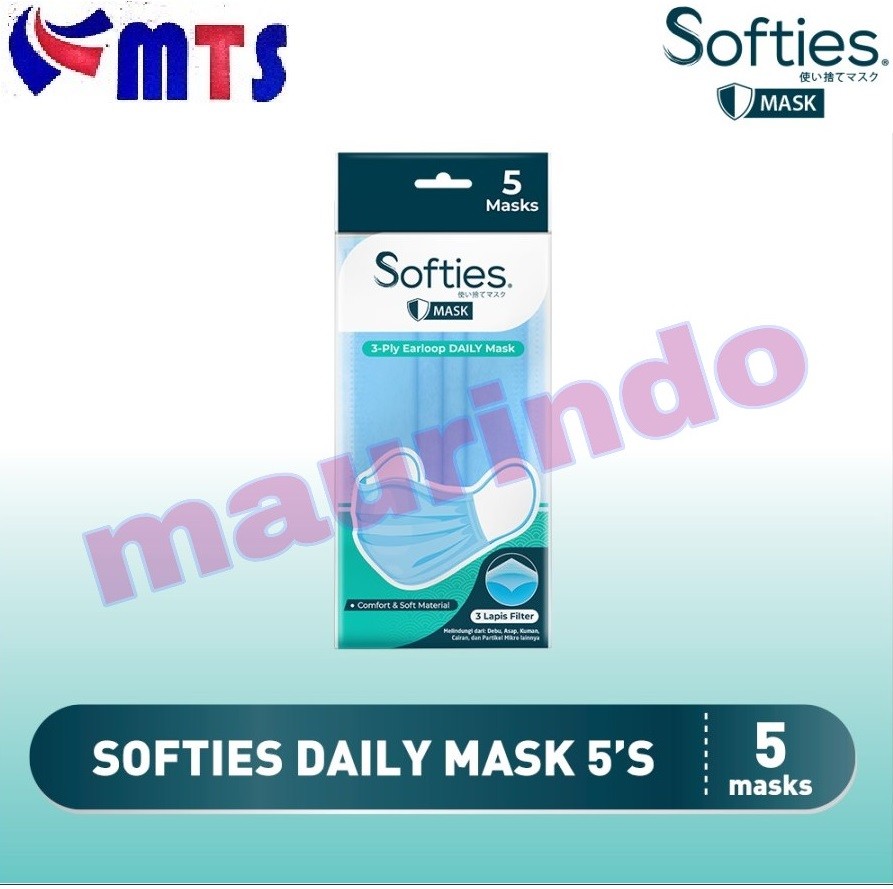 MTS
Softies®
使い捨てマスク
MASK
5
Masks
Softies®
使い捨てマスク
MASK
3-Ply Earloop DAILY Mask
maurindo
• Comfort & Soft Material
3 Lapis Filter
Melindungi dari: Debu, Asap, Kuman,
Cairan, dan Partikel Mikro lainnya
SOFTIES DAILY MASK 5'S
5
masks